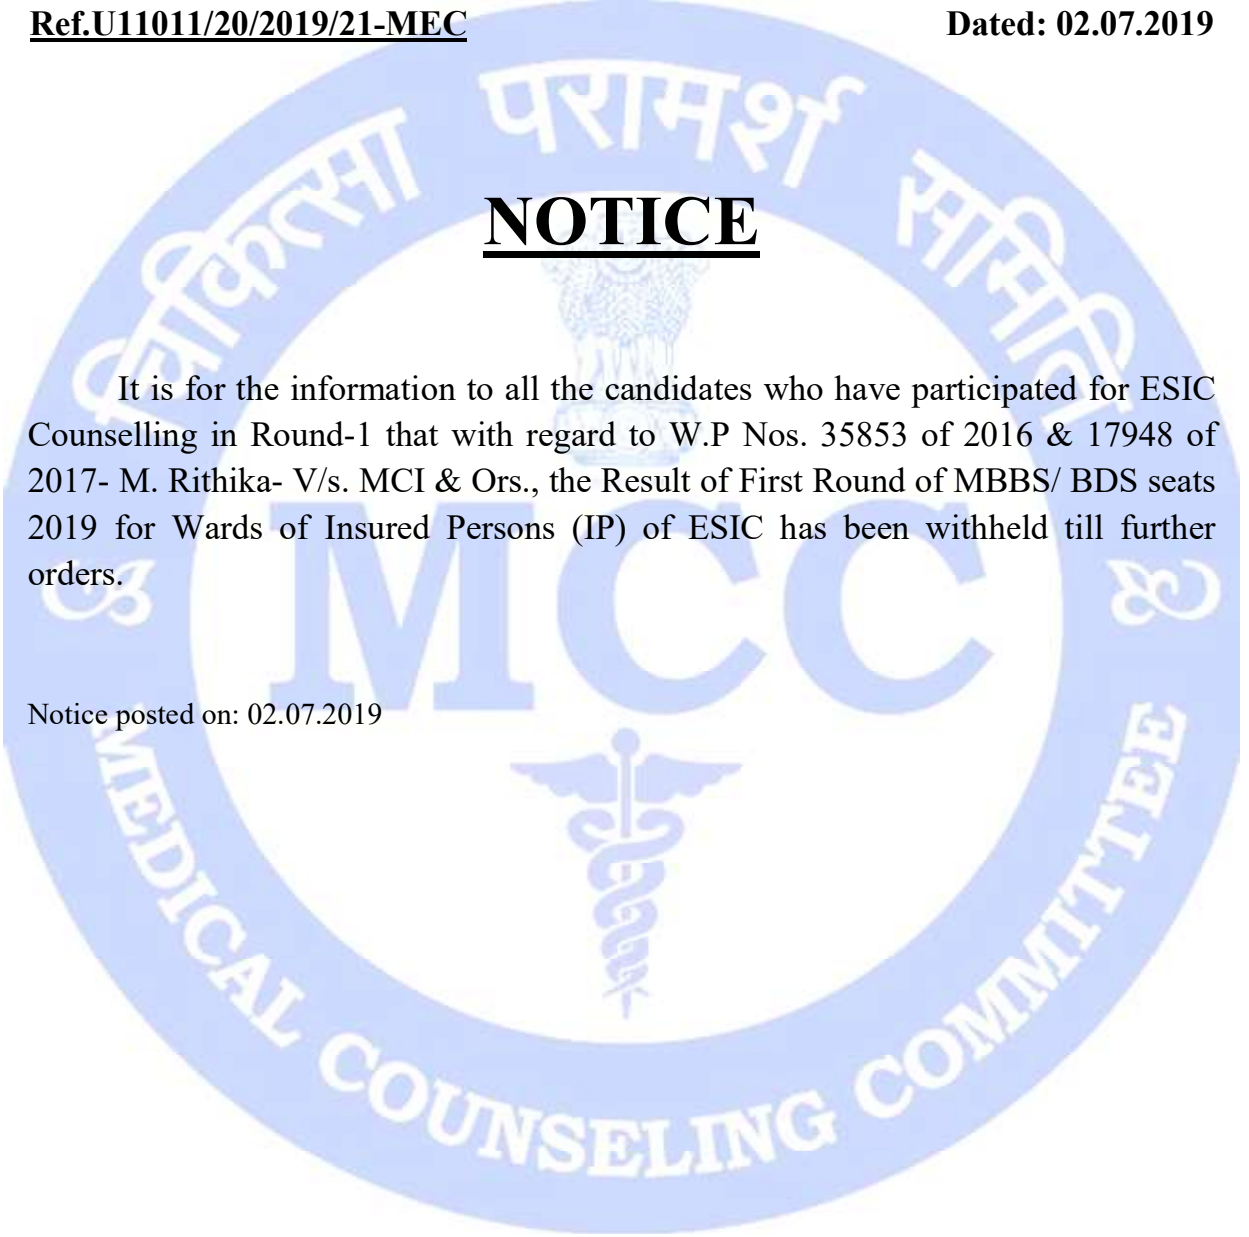 Ref.U11011/20/2019/21-MEC Dated: 02.07.2019
चिकित्सा परामर्श समिति
NOTICE
It is for the information to all the candidates who have participated for ESIC
Counselling in Round-1 that with regard to W.P Nos. 35853 of 2016 & 17948 of
2017- M. Rithika- V/s. MCI & Ors., the Result of First Round of MBBS/ BDS seats
2019 for Wards of Insured Persons (IP) of ESIC has been withheld till further
orders.
MCC
Notice posted on: 02.07.2019
MEDICAL COUNSELING COMMITTEE